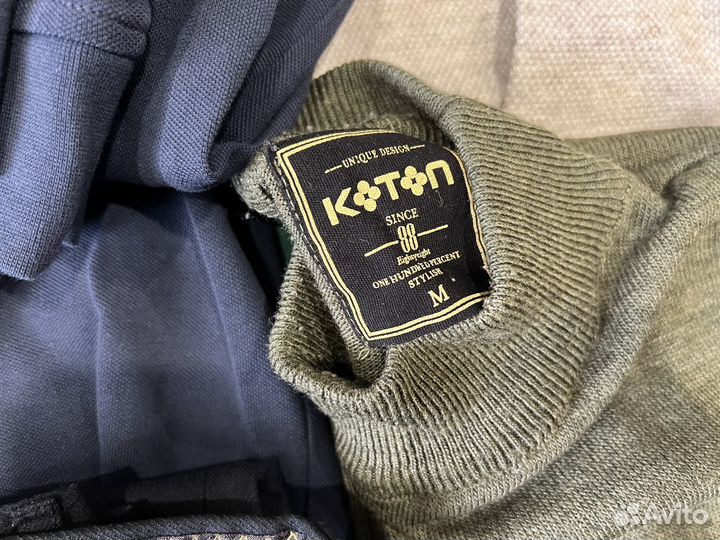 UNIQUE DESIGN
KOTON
SINCE
88
Eightyeight
ONE HUNDRED PERCENT
STYLISH
M
Avito